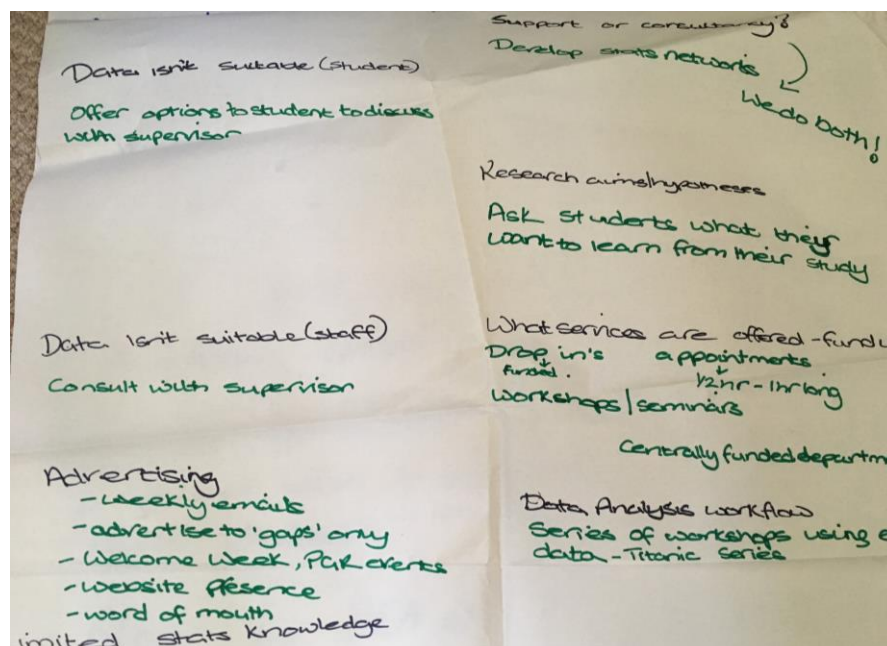 Data isn't suitable (student)
Offer options to student to discuss
with supervisor
Data isn't suitable (staff)
Consult with supervisor
Advertising
- weekly emails
- advertise to 'gaps' only
- Welcome Week, PGR events
- website presence
- word of mouth
imited stats knowledge
Support or consultancy?
Develop stats networks
We do both!
Research aims/hypotheses
Ask students what they
want to learn from their study
What services are offered - fundi
Drop in's appointments
funded. 1/2hr - 1hr long
workshops / seminars
Centrally funded departm
Data Analysis workflow
Series of workshops using e
data - Titanic series